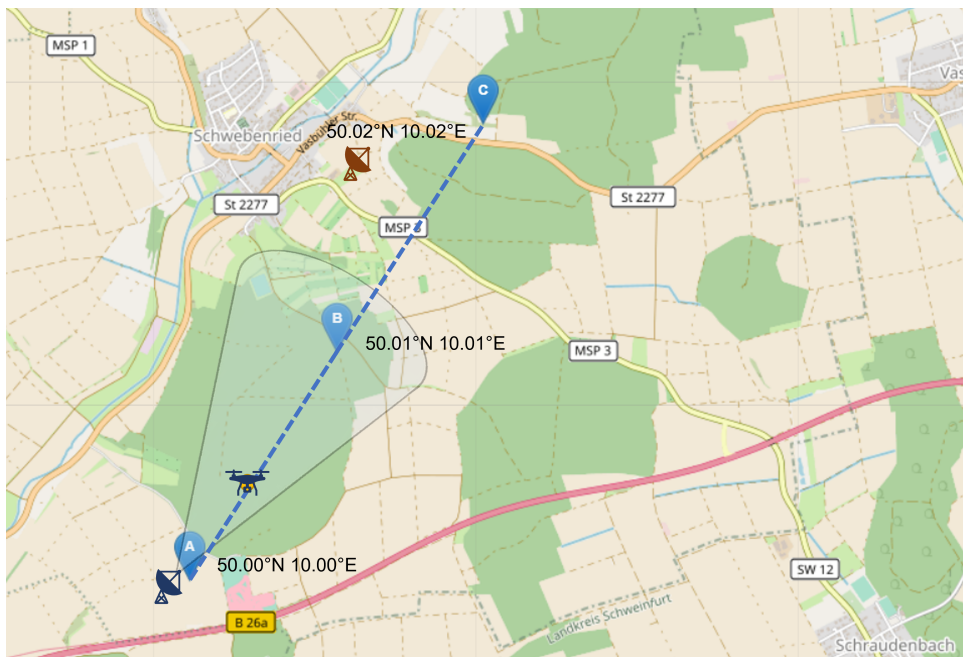 MSP 1
C
Vas
Schwebenried
Vasbühler Str.
50.02°N 10.02°E
St 2277
St 2277
MSP 3
B
50.01°N 10.01°E
MSP 3
A
50.00°N 10.00°E
SW 12
B 26a
Landkreis Schweinfurt
Schraudenbach